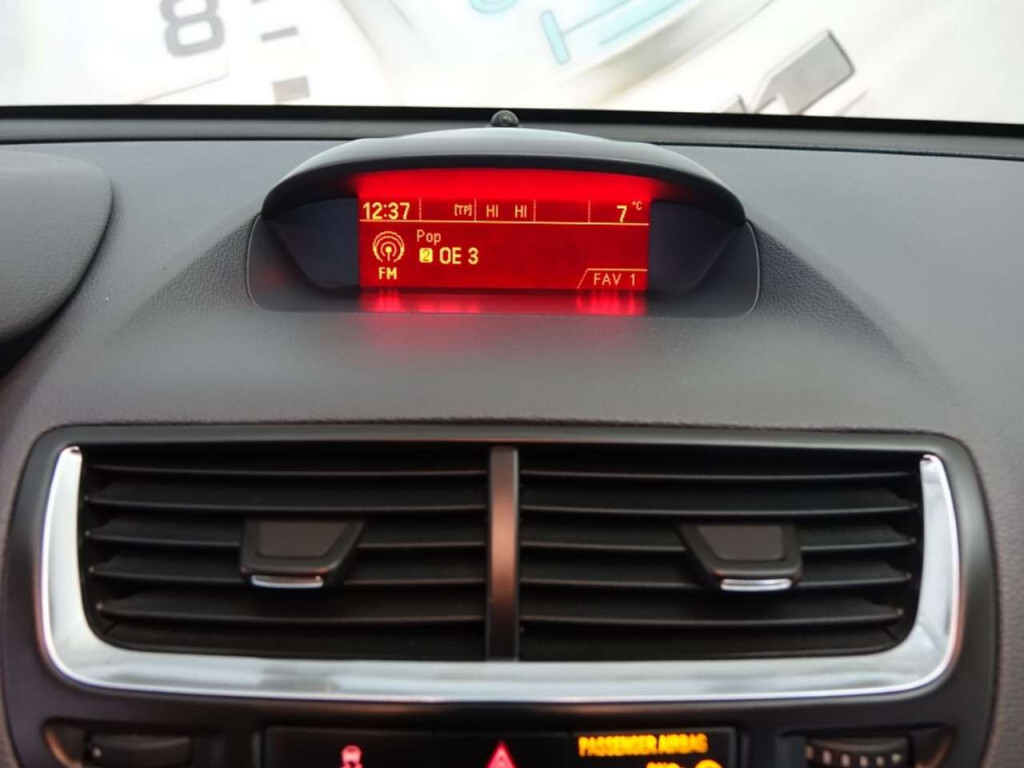 12:37 [TP] HI HI 7 °C
Pop
2 OE 3
FM
FAV 1
PASSENGER AIRBAG